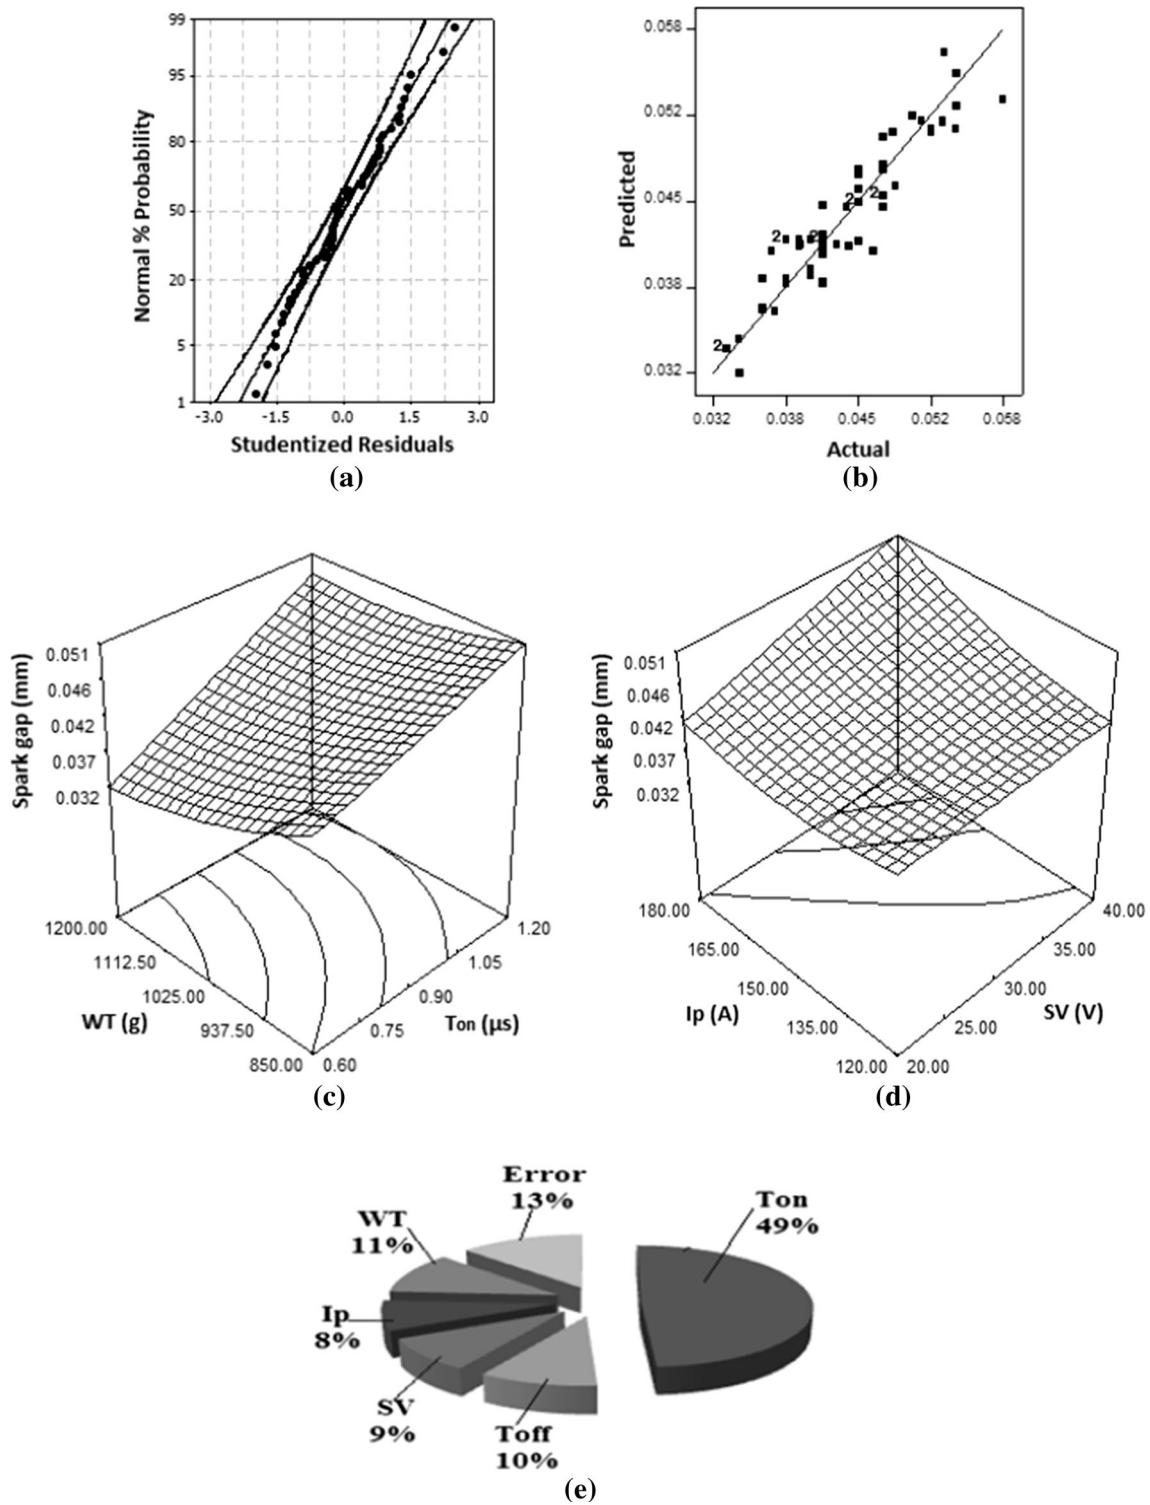 99
95
80
50
20
5
1
Normal % Probability
-3.0 -1.5 0.0 1.5 3.0
Studentized Residuals
(a)
0.058
0.052
0.045
0.038
0.032
Predicted
2 2
2 2
2
0.032 0.038 0.045 0.052 0.058
Actual
(b)
Spark gap (mm)
0.051
0.046
0.042
0.037
0.032
1200.00
1112.50
1025.00
937.50
850.00
WT (g)
0.60
0.75
0.90
1.05
1.20
Ton (µs)
(c)
Spark gap (mm)
0.051
0.046
0.042
0.037
0.032
180.00
165.00
150.00
135.00
120.00
Ip (A)
20.00
25.00
30.00
35.00
40.00
SV (V)
(d)
Error
13%
Ton
49%
WT
11%
Ip
8%
SV
9%
Toff
10%
(e)